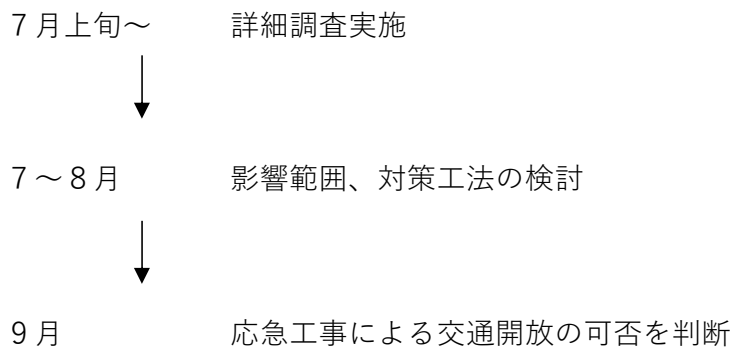 ７月上旬～　　詳細調査実施
７～８月　　影響範囲、対策工法の検討
９月　　応急工事による交通開放の可否を判断